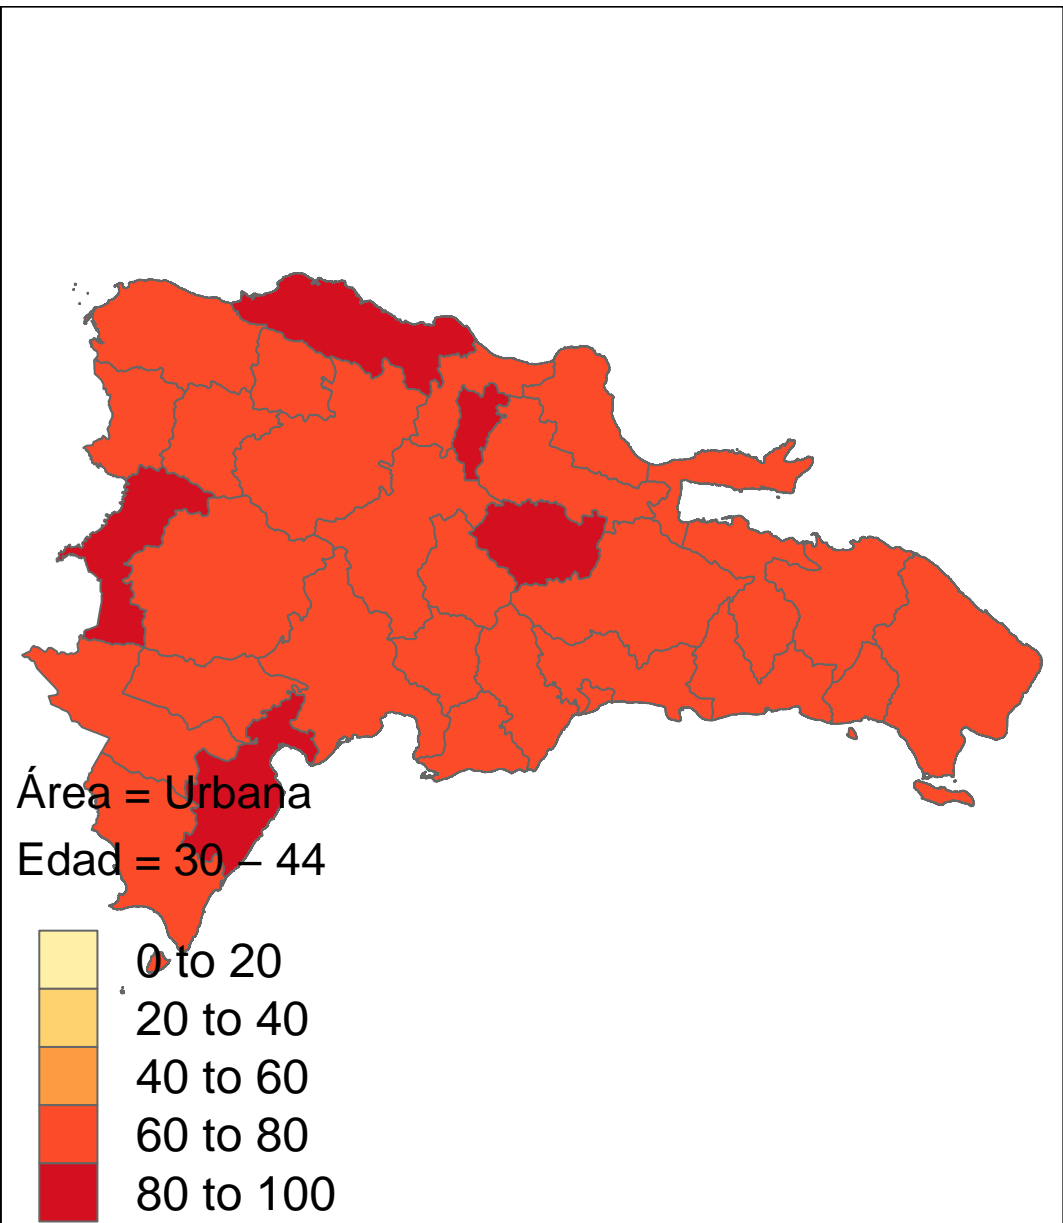 Área = Urbana
Edad = 30 – 44
0 to 20
20 to 40
40 to 60
60 to 80
80 to 100